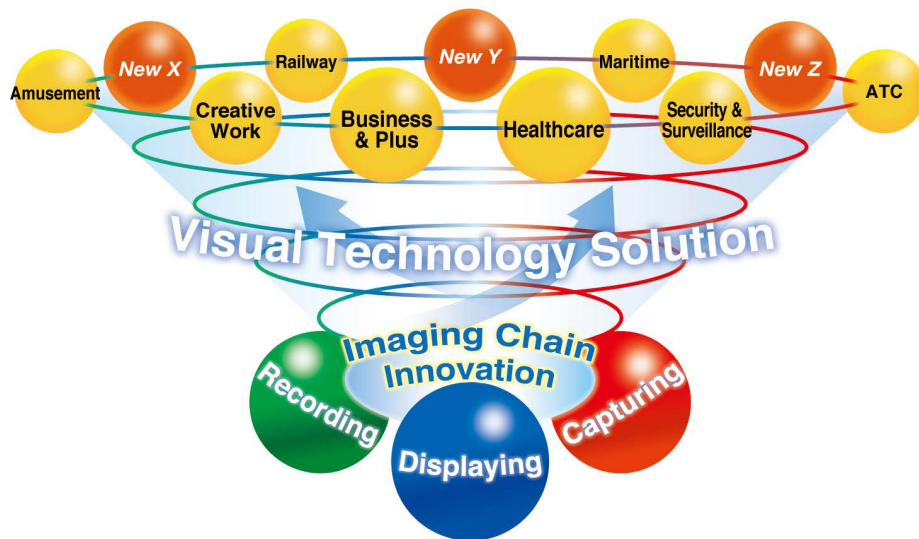 New X
Railway
New Y
Maritime
New Z
Amusement
ATC
Creative
Work
Business
& Plus
Healthcare
Security &
Surveillance
Visual Technology Solution
Imaging Chain
Innovation
Recording
Displaying
Capturing